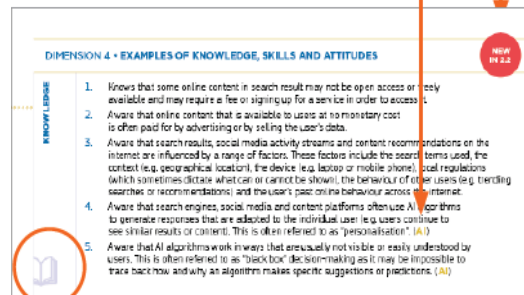 DIMENSION 4 • EXAMPLES OF KNOWLEDGE, SKILLS AND ATTITUDES
NEW
IN 2.2
KNOWLEDGE
1. Knows that some online content in search result may not be open access or freely
available and may require a fee or signing up for a service in order to access it.
2. Aware that online content that is available to users at no monetary cost
is often paid for by advertising or by selling the user's data.
3. Aware that search results, social media activity streams and content recommendations on the
internet are influenced by a range of factors. These factors include the search terms used, the
context (e.g. geographical location), the device (e.g. laptop or mobile phone), local regulations
(which sometimes dictate what can or cannot be shown), the behaviour of other users (e.g. trending
searches or recommendations) and the user's past online behaviour across the internet.
4. Aware that search engines, social media and content platforms often use AI algorithms
to generate responses that are adapted to the individual user (e.g. users continue to
see similar results or content). This is often referred to as "personalisation". (AI)
5. Aware that AI algorithms work in ways that are usually not visible or easily understood by
users. This is often referred to as "black box" decision-making as it may be impossible to
trace back how and why an algorithm makes specific suggestions or predictions. (AI)